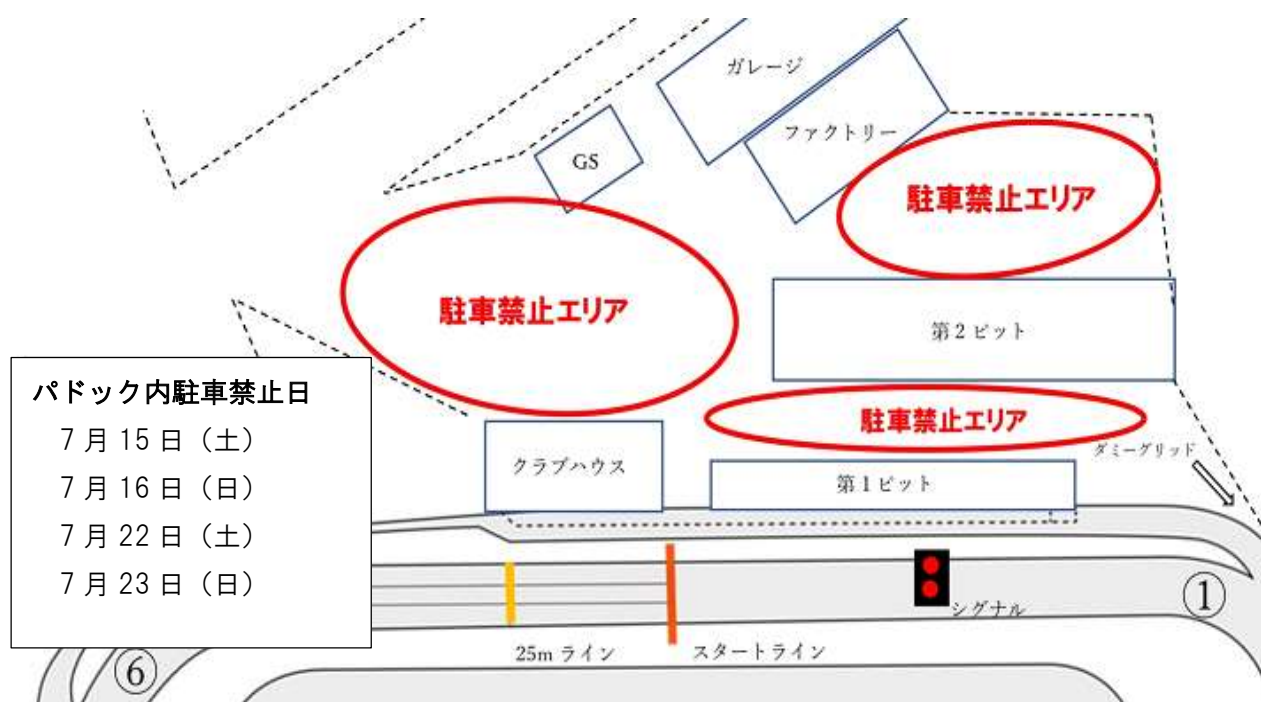 ガレージ
ファクトリー
GS
駐車禁止エリア
駐車禁止エリア
第2ピット
パドック内駐車禁止日
7月15日（土）
7月16日（日）
7月22日（土）
7月23日（日）
駐車禁止エリア
ダミーグリッド
クラブハウス
第1ピット
①
シグナル
25mライン
スタートライン
⑥